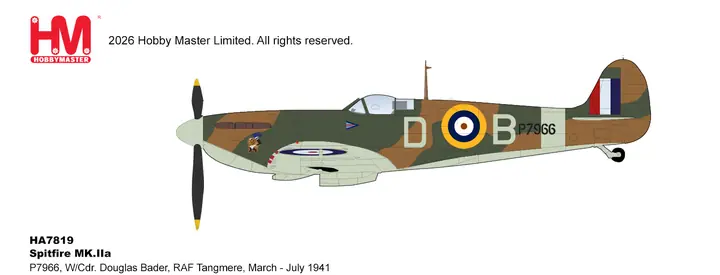 HM
HOBBYMASTER
2026 Hobby Master Limited. All rights reserved.
D B P7966
HA7819
Spitfire MK.IIa
P7966, W/Cdr. Douglas Bader, RAF Tangmere, March - July 1941